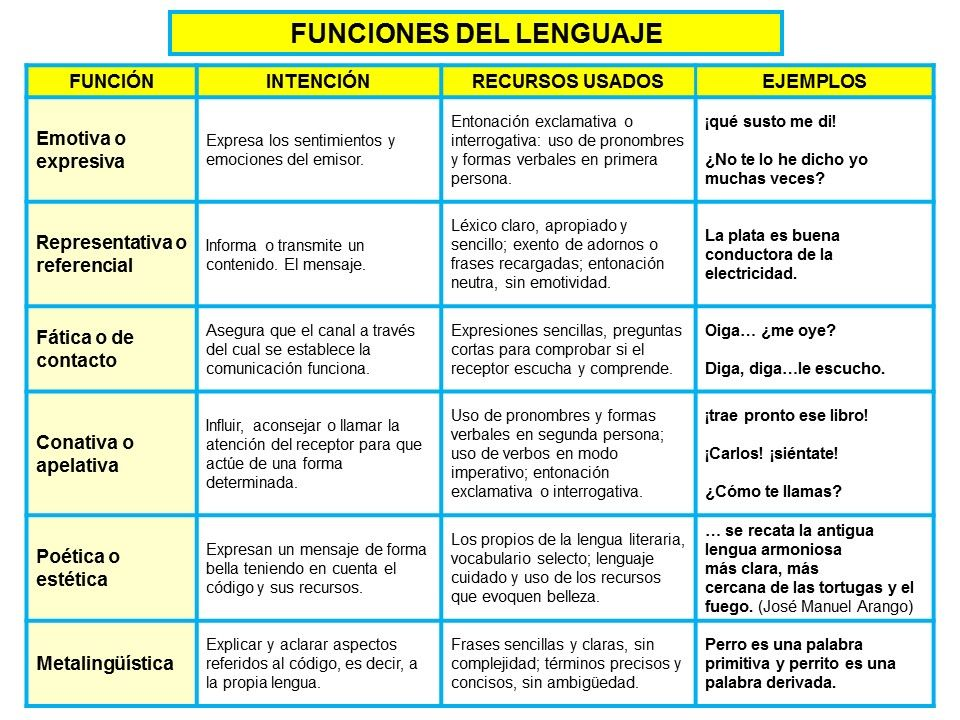 FUNCIONES DEL LENGUAJE
FUNCIÓN
INTENCIÓN
RECURSOS USADOS
EJEMPLOS
Emotiva o
expresiva
Expresa los sentimientos y
emociones del emisor.
Entonación exclamativa o
interrogativa: uso de pronombres
y formas verbales en primera
persona.
¡qué susto me di!
¿No te lo he dicho yo
muchas veces?
Representativa o
referencial
Informa o transmite un
contenido. El mensaje.
Léxico claro, apropiado y
sencillo; exento de adornos o
frases recargadas; entonación
neutra, sin emotividad.
La plata es buena
conductora de la
electricidad.
Fática o de
contacto
Asegura que el canal a través
del cual se establece la
comunicación funciona.
Expresiones sencillas, preguntas
cortas para comprobar si el
receptor escucha y comprende.
Oiga… ¿me oye?
Diga, diga…le escucho.
Conativa o
apelativa
Influir, aconsejar o llamar la
atención del receptor para que
actúe de una forma
determinada.
Uso de pronombres y formas
verbales en segunda persona;
uso de verbos en modo
imperativo; entonación
exclamativa o interrogativa.
¡trae pronto ese libro!
¡Carlos! ¡siéntate!
¿Cómo te llamas?
Poética o
estética
Expresan un mensaje de forma
bella teniendo en cuenta el
código y sus recursos.
Los propios de la lengua literaria,
vocabulario selecto; lenguaje
cuidado y uso de los recursos
que evoquen belleza.
… se recata la antigua
lengua armoniosa
más clara, más
cercana de las tortugas y el
fuego. (José Manuel Arango)
Metalingüística
Explicar y aclarar aspectos
referidos al código, es decir, a
la propia lengua.
Frases sencillas y claras, sin
complejidad; términos precisos y
concisos, sin ambigüedad.
Perro es una palabra
primitiva y perrito es una
palabra derivada.